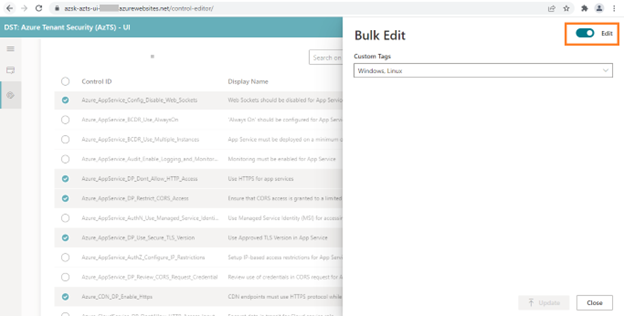 azsk-azts-ui- azurewebsites.net/control-editor/
DST: Azure Tenant Security (AzTS) - UI
Search on
Control ID Display Name
Azure_AppService_Config_Disable_Web_Sockets Web Sockets should be disabled for App Service
Azure_AppService_ECDR_Use_AlwaysOn 'Always On' should be configured for App Service
Azure_AppService_ECDR_Use_Multiple_Instances App Service must be deployed on a minimum o
Azure_AppService_Audit_Enable_Logging_and_Monitor... Monitoring must be enabled for App Service
Azure_AppService_DP_Dont_Allow_HTTP_Access Use HTTPS for app services
Azure_AppService_DP_Restrict_CORS_Access Ensure that CORS access is granted to a limited
Azure_AppService_AuthN_Use_Managed_Service_Identi... Use Managed Service Identity (MSI) for accessin
Azure_AppService_DP_Use_Secure_TLS_Version Use Approved TLS Version in App Service
Azure_AppService_AuthZ_Configure_IP_Restrictions Setup IP-based access restrictions for App Servic
Azure_AppService_DP_Review_CORS_Request_Credential Review use of credentials in CORS request for A
Azure_CDN_DP_Enable_Https CDN endpoints must use HTTPS protocol while
Bulk Edit
Edit
Custom Tags
Windows, Linux
Update
Close